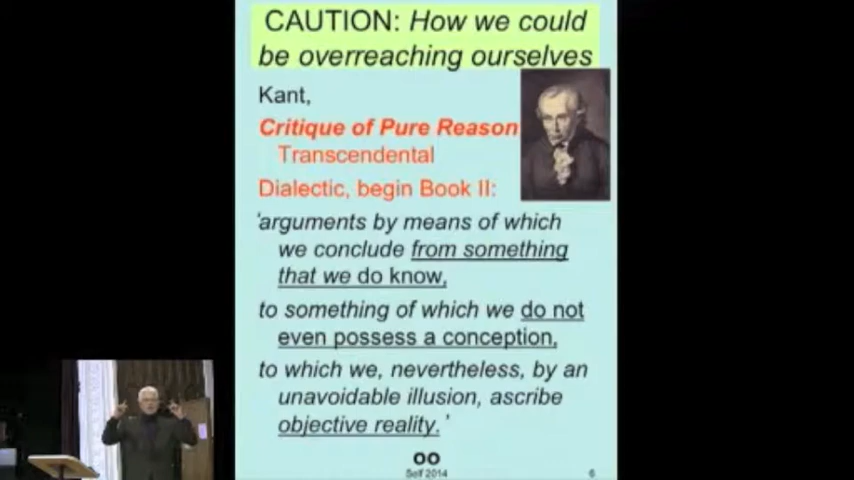 CAUTION: How we could
be overreaching ourselves
Kant,
Critique of Pure Reason
Transcendental
Dialectic, begin Book II:
'arguments by means of which
we conclude from something
that we do know,
to something of which we do not
even possess a conception,
to which we, nevertheless, by an
unavoidable illusion, ascribe
objective reality.'
Self 2014
6